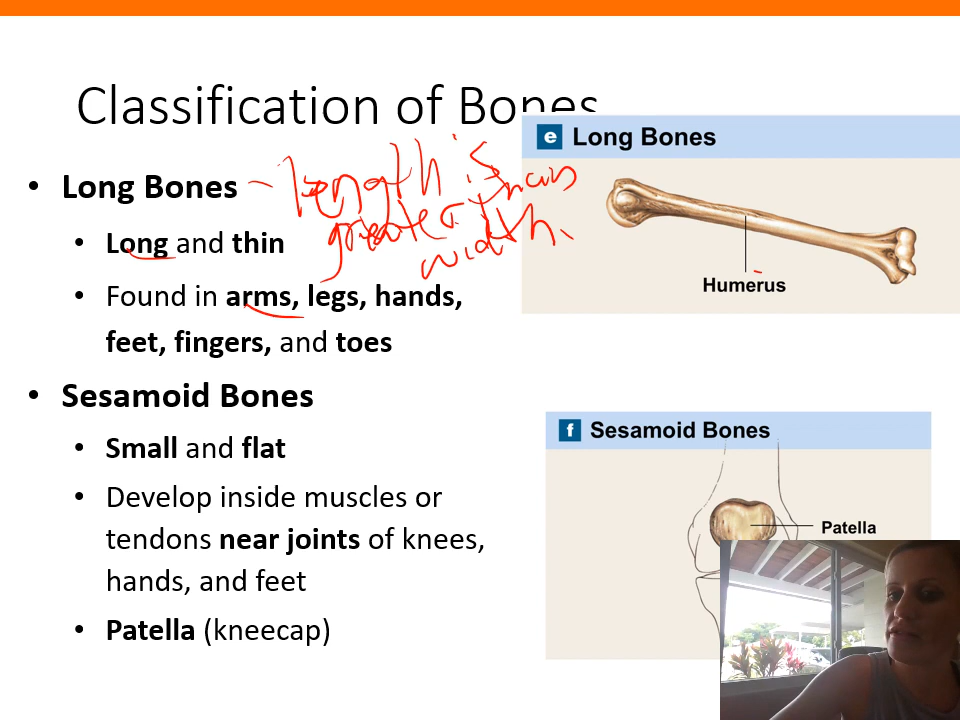 Classification of Bones
• Long Bones - length is
greater than
width.
• Long and thin
• Found in arms, legs, hands,
feet, fingers, and toes
• Sesamoid Bones
• Small and flat
• Develop inside muscles or
tendons near joints of knees,
hands, and feet
• Patella (kneecap)
e Long Bones
Humerus
f Sesamoid Bones
Patella